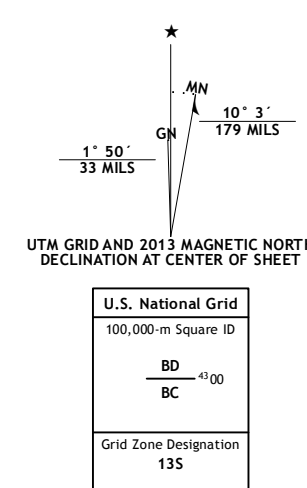 ★
MN
GN
10° 3´
179 MILS
1° 50´
33 MILS
UTM GRID AND 2013 MAGNETIC NORTH
DECLINATION AT CENTER OF SHEET
U.S. National Grid
100,000-m Square ID
BD
4300
BC
Grid Zone Designation
13S